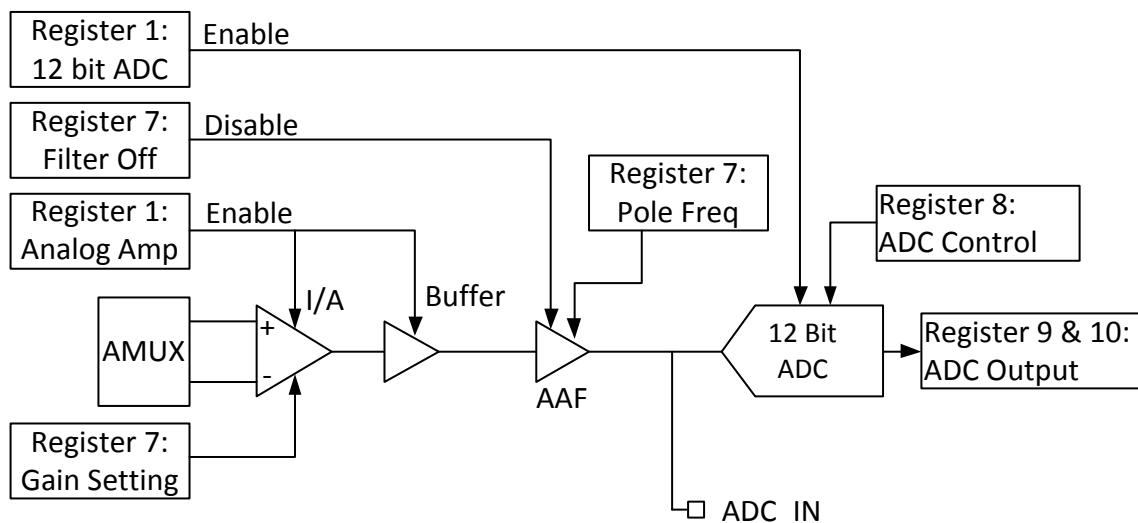 Register 1:
12 bit ADC
Enable
Register 7:
Filter Off
Disable
Register 1:
Analog Amp
Enable
Register 7:
Pole Freq
Register 8:
ADC Control
I/A
Buffer
AMUX
+
-
AAF
12 Bit
ADC
Register 9 & 10:
ADC Output
Register 7:
Gain Setting
ADC IN